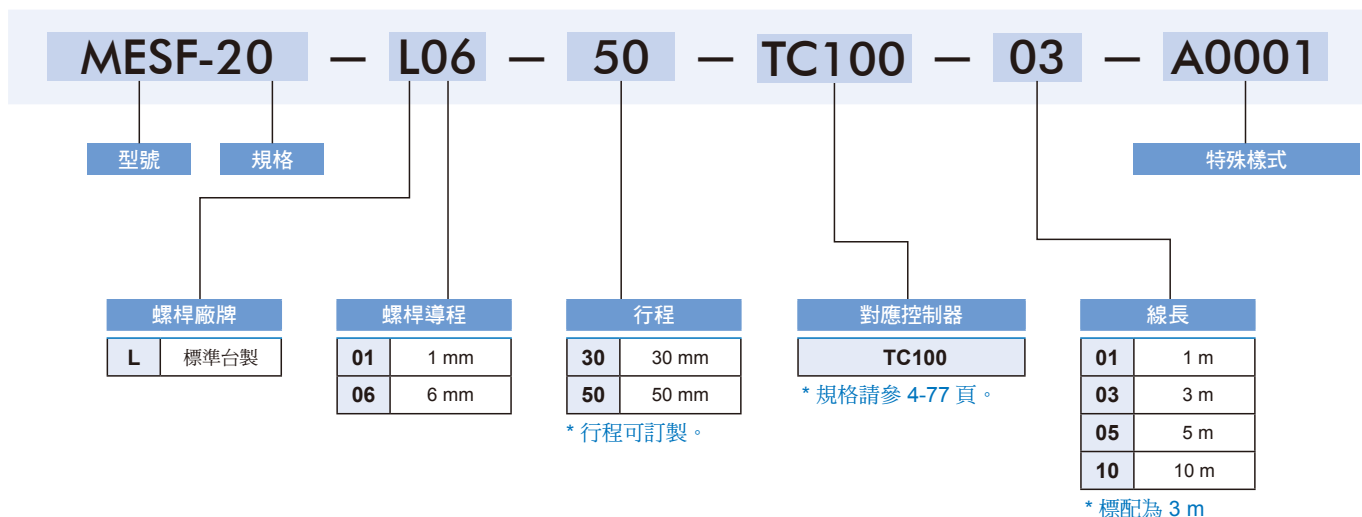 MESF-20 — L06 — 50 — TC100 — 03 — A0001
型號 規格 特殊樣式
螺桿廠牌 螺桿導程 行程 對應控制器 線長
L 標準台製 01 1 mm 30 30 mm TC100 01 1 m
06 6 mm 50 50 mm * 規格請參 4-77 頁。 03 3 m
* 行程可訂製。 05 5 m
10 10 m
* 標配為 3 m